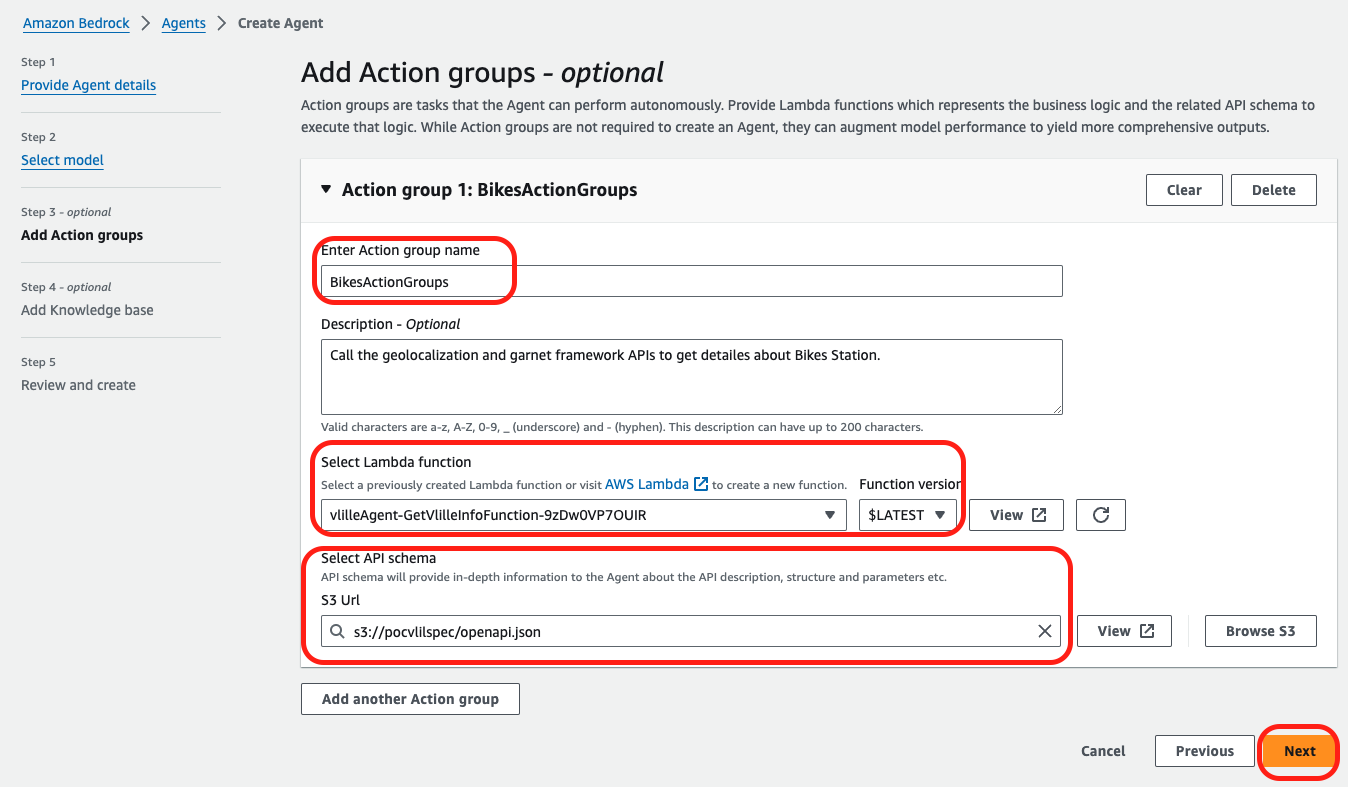 Amazon Bedrock > Agents > Create Agent
Step 1
Provide Agent details
Step 2
Select model
Step 3 - optional
Add Action groups
Step 4 - optional
Add Knowledge base
Step 5
Review and create
Add Action groups - optional
Action groups are tasks that the Agent can perform autonomously. Provide Lambda functions which represents the business logic and the related API schema to
execute that logic. While Action groups are not required to create an Agent, they can augment model performance to yield more comprehensive outputs.
Action group 1: BikesActionGroups
Clear
Delete
Enter Action group name
BikesActionGroups
Description - Optional
Call the geolocalization and garnet framework APIs to get detailes about Bikes Station.
Valid characters are a-z, A-Z, 0-9, _ (underscore) and - (hyphen). This description can have up to 200 characters.
Select Lambda function
Select a previously created Lambda function or visit AWS Lambda to create a new function.
Function version
vlilleAgent-GetVlilleInfoFunction-9zDw0VP7OUIR
$LATEST
View
Select API schema
API schema will provide in-depth information to the Agent about the API description, structure and parameters etc.
S3 Url
s3://pocvlilspec/openapi.json
View
Browse S3
Add another Action group
Cancel
Previous
Next